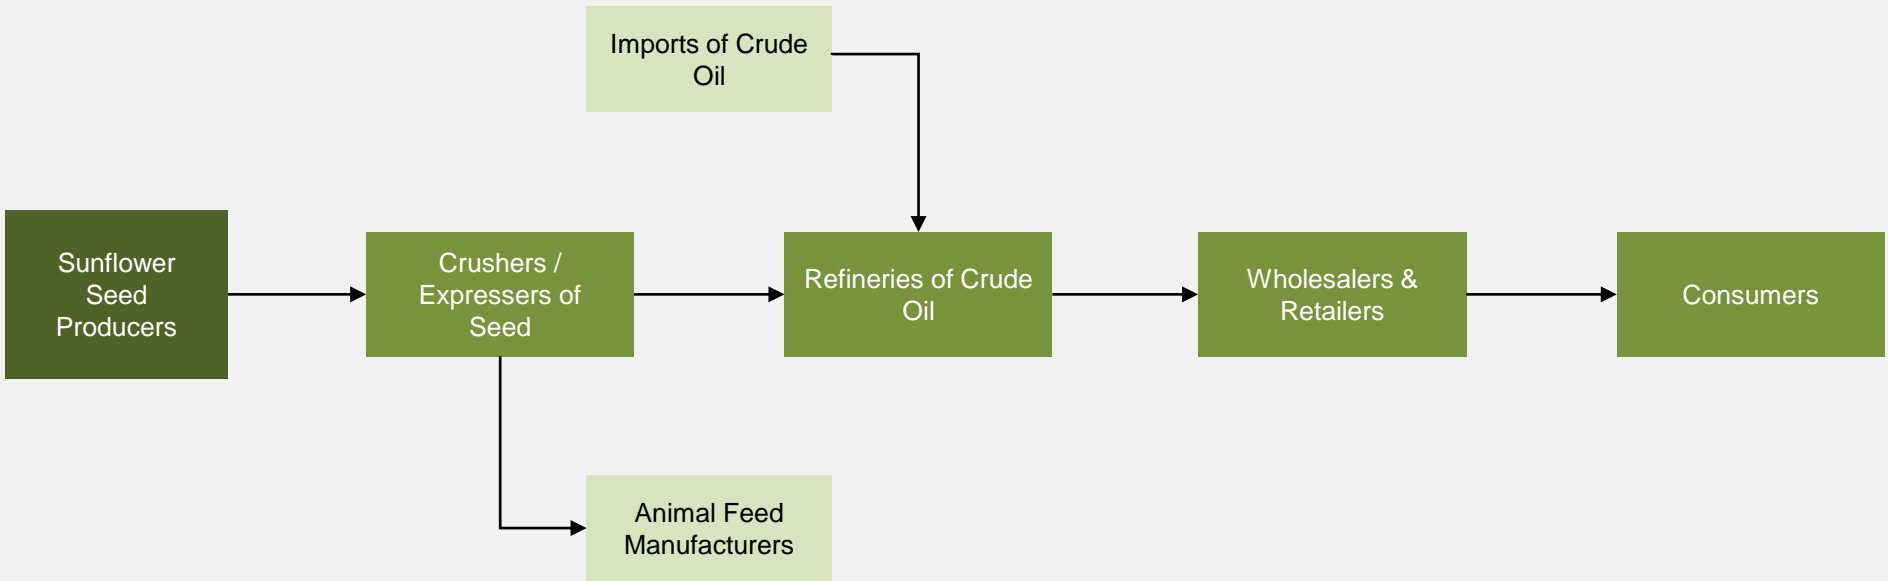 Imports of Crude
Oil
Sunflower
Seed
Producers
Crushers /
Expressers of
Seed
Refineries of Crude
Oil
Wholesalers &
Retailers
Consumers
Animal Feed
Manufacturers